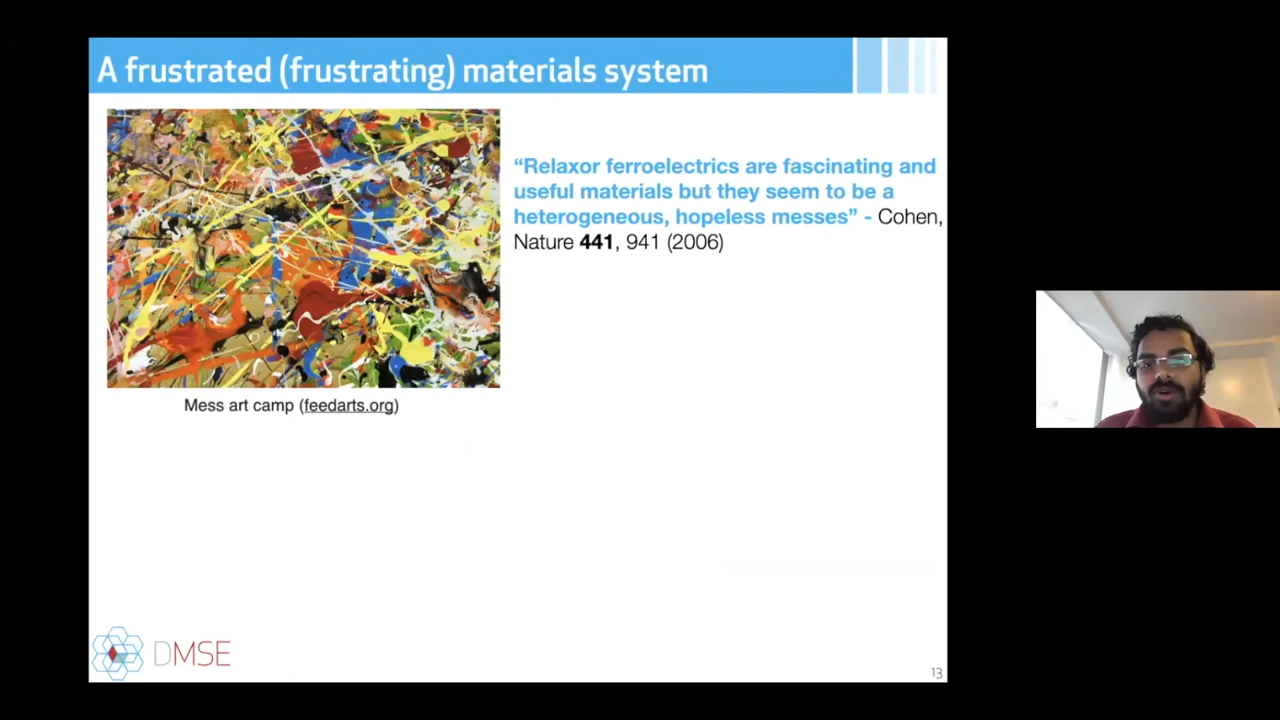 A frustrated (frustrating) materials system
“Relaxor ferroelectrics are fascinating and
useful materials but they seem to be a
heterogeneous, hopeless messes” - Cohen,
Nature 441, 941 (2006)
Mess art camp (feedarts.org)
DMSE
13